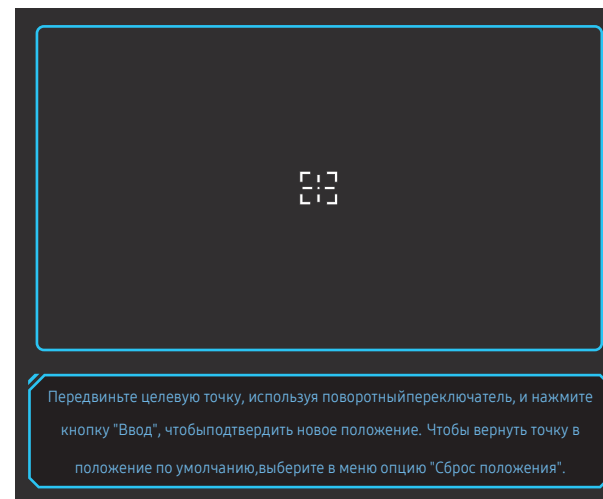 Передвиньте целевую точку, используя поворотныйпереключатель, и нажмите
кнопку "Ввод", чтобыподтвердить новое положение. Чтобы вернуть точку в
положение по умолчанию,выберите в меню опцию "Сброс положения".